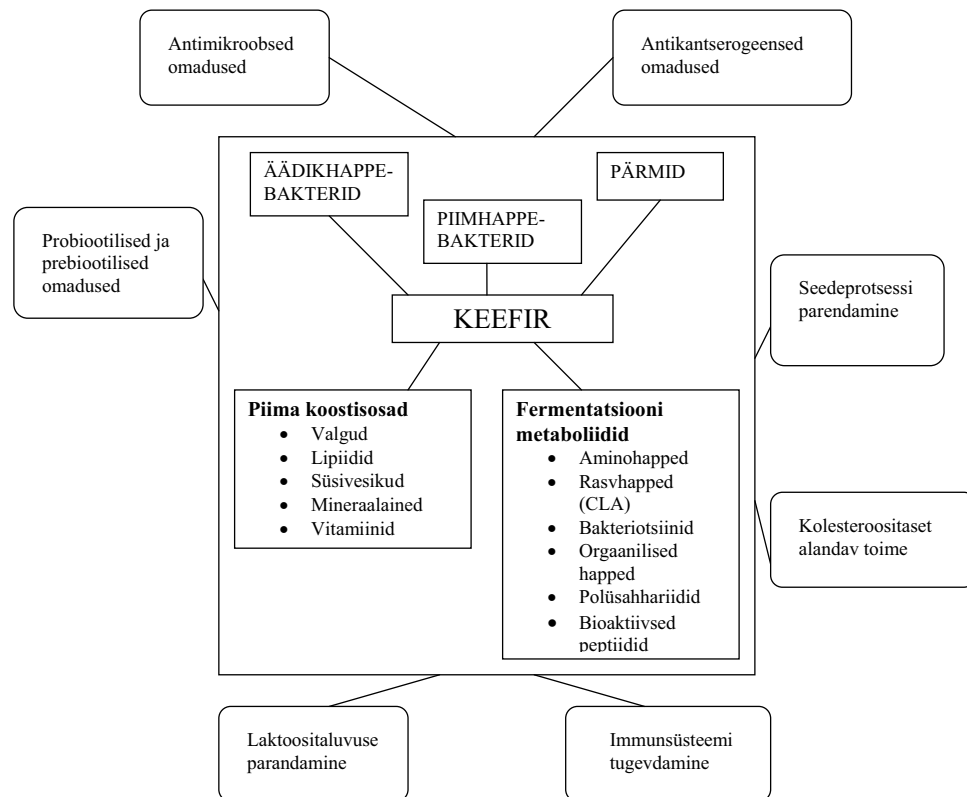 Antimikroobsed
omadused
Antikantserogeensed
omadused
ÄÄDIKHAPPE-
BAKTERID
PÄRMID
PIIMHAPPE-
BAKTERID
Probiootilised ja
prebiootilised
omadused
KEEFIR
Seedeprotsessi
parendamine
Piima koostisosad
• Valgud
• Lipiidid
• Süsivesikud
• Mineraalained
• Vitamiinid
Fermentatsiooni
metaboliidid
• Aminohapped
• Rasvhapped
(CLA)
• Bakteriotsiinid
• Orgaanilised
happed
• Polüsahhariidid
• Bioaktiivsed
peptiidid
Kolesteroositaset
alandav toime
Laktoositaluvuse
parandamine
Immunsüsteemi
tugevdamine